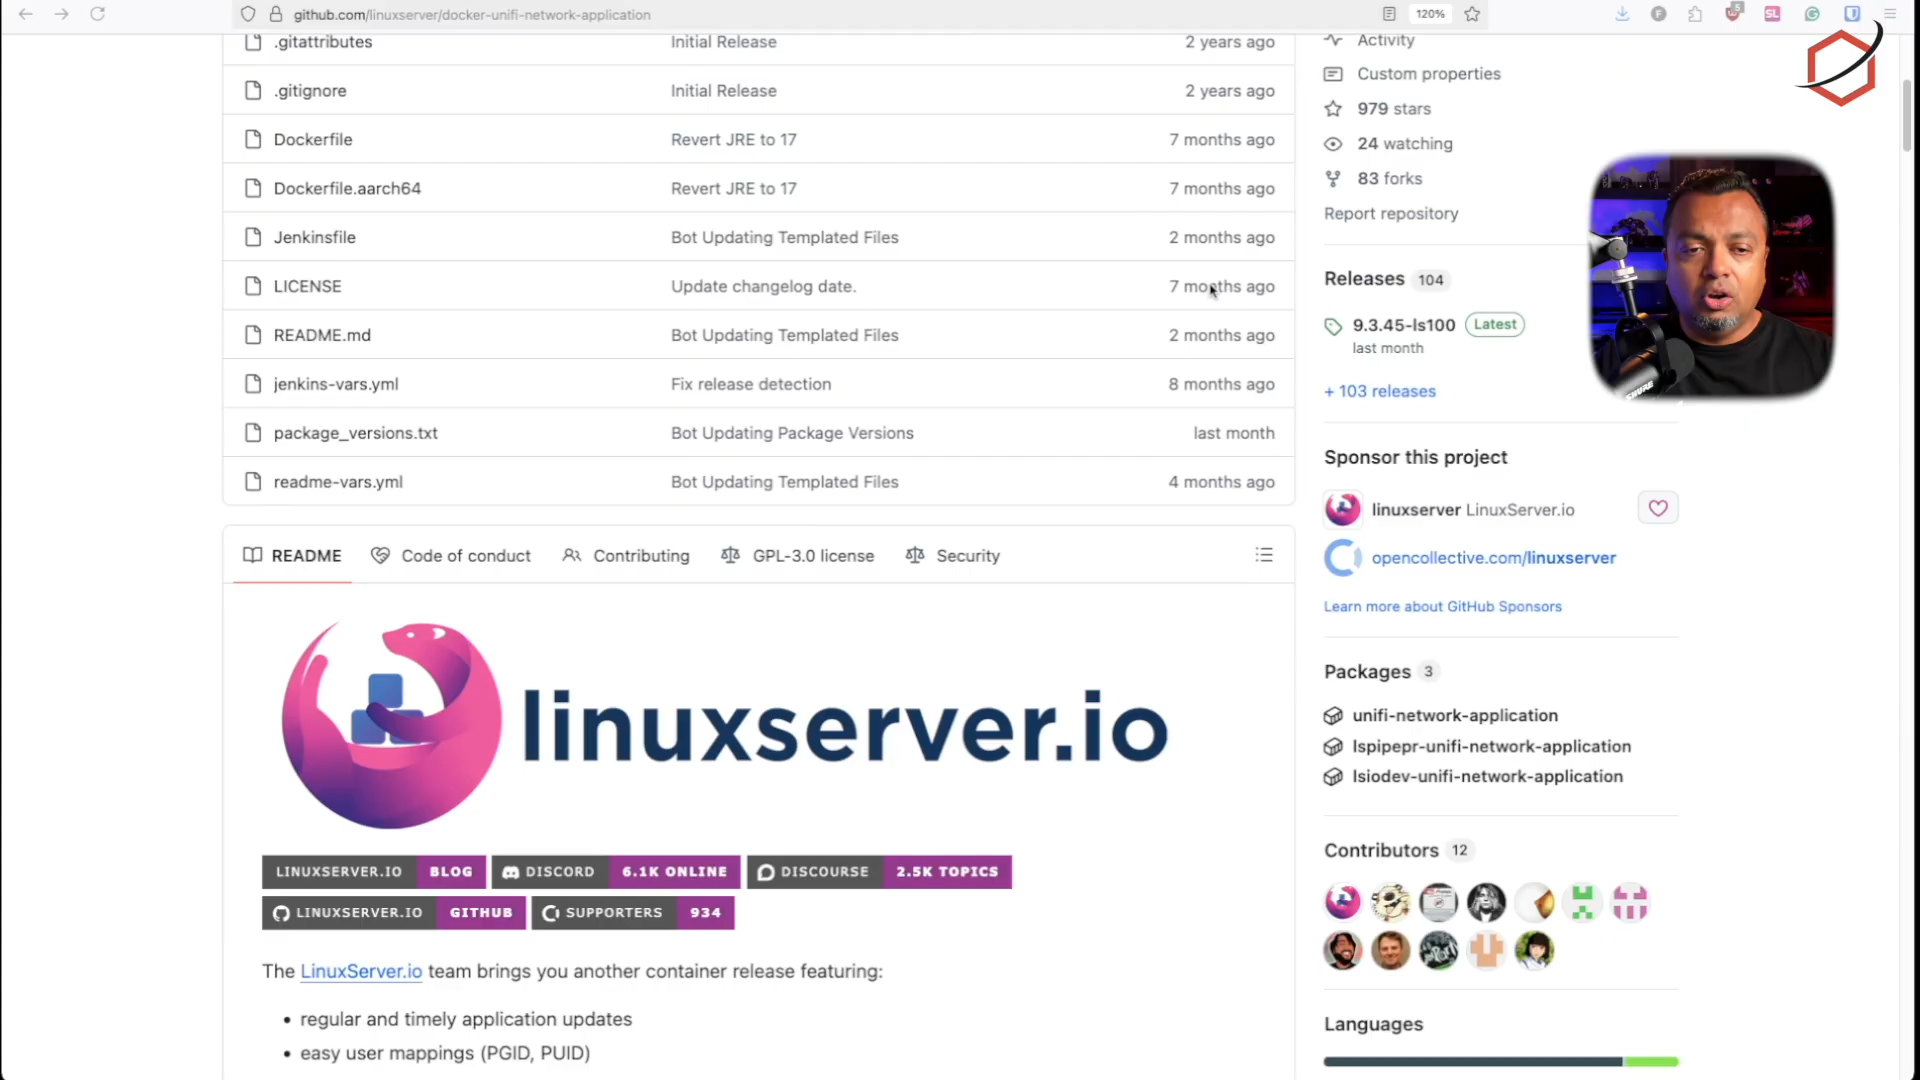 github.com/linuxserver/docker-unifi-network-application
120%
5
SL
.gitattributes Initial Release 2 years ago
.gitignore Initial Release 2 years ago
Dockerfile Revert JRE to 17 7 months ago
Dockerfile.aarch64 Revert JRE to 17 7 months ago
Jenkinsfile Bot Updating Templated Files 2 months ago
LICENSE Update changelog date. 7 months ago
README.md Bot Updating Templated Files 2 months ago
jenkins-vars.yml Fix release detection 8 months ago
package_versions.txt Bot Updating Package Versions last month
readme-vars.yml Bot Updating Templated Files 4 months ago
README Code of conduct Contributing GPL-3.0 license Security
linuxserver.io
LINUXSERVER.IO BLOG DISCORD 6.1K ONLINE DISCOURSE 2.5K TOPICS
LINUXSERVER.IO GITHUB SUPPORTERS 934
The LinuxServer.io team brings you another container release featuring:
• regular and timely application updates
• easy user mappings (PGID, PUID)
Activity
Custom properties
979 stars
24 watching
83 forks
Report repository
Releases 104
9.3.45-ls100 Latest
last month
+ 103 releases
Sponsor this project
linuxserver LinuxServer.io
opencollective.com/linuxserver
Learn more about GitHub Sponsors
Packages 3
unifi-network-application
lspipepr-unifi-network-application
lsiodev-unifi-network-application
Contributors 12
Languages
SHURE